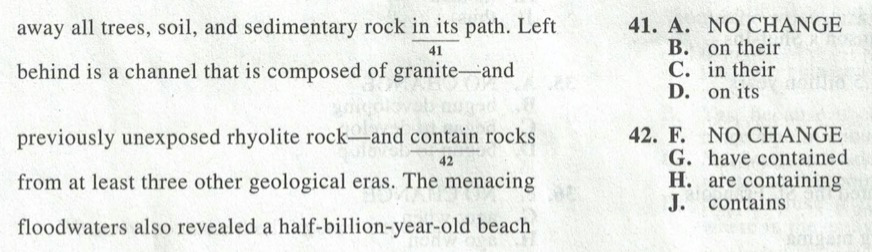 away all trees, soil, and sedimentary rock in its path. Left
41
behind is a channel that is composed of granite—and
previously unexposed rhyolite rock—and contain rocks
42
from at least three other geological eras. The menacing
floodwaters also revealed a half-billion-year-old beach
41. A. NO CHANGE
B. on their
C. in their
D. on its
42. F. NO CHANGE
G. have contained
H. are containing
J. contains